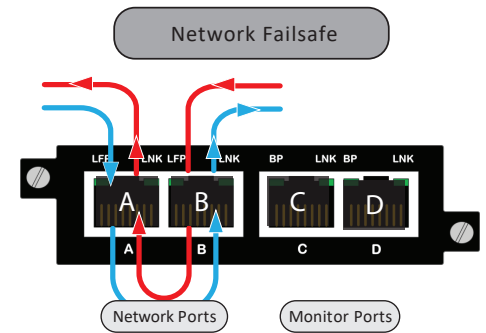 Network Failsafe
LFP LNK LFP LNK BP LNK BP LNK
A B C D
A B C D
Network Ports Monitor Ports